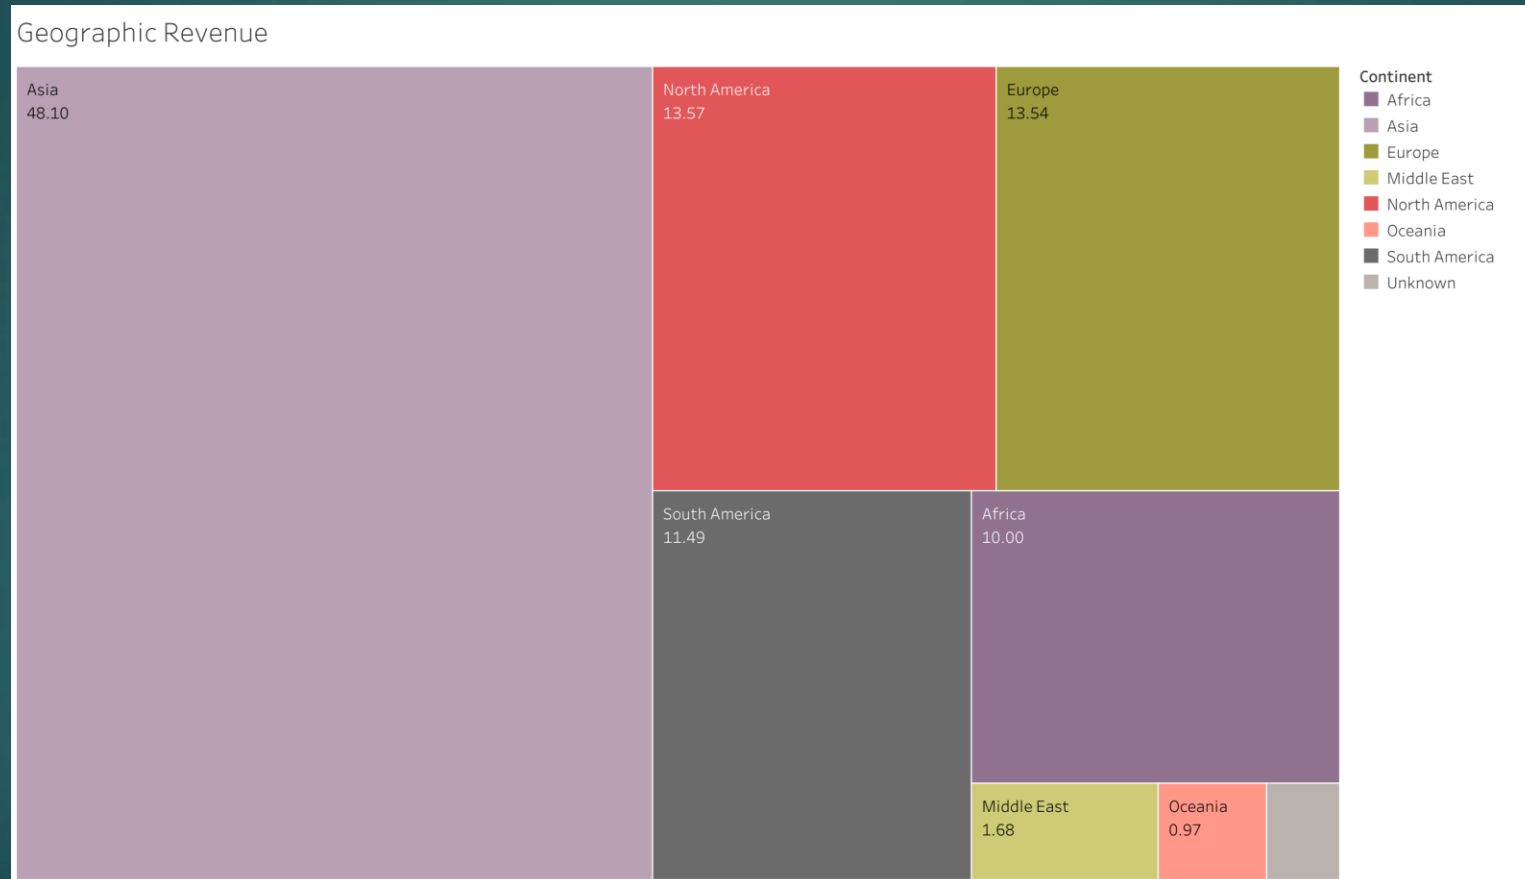 Geographic Revenue
Asia
48.10
North America
13.57
Europe
13.54
South America
11.49
Africa
10.00
Middle East
1.68
Oceania
0.97
Continent
Africa
Asia
Europe
Middle East
North America
Oceania
South America
Unknown